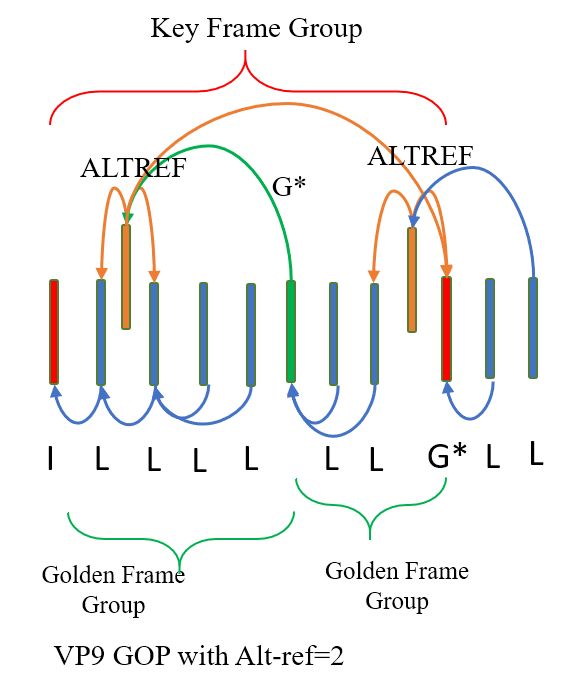 Key Frame Group
ALTREF
ALTREF
G*
I L L L L L L G* L L
Golden Frame
Group
Golden Frame
Group
VP9 GOP with Alt-ref=2